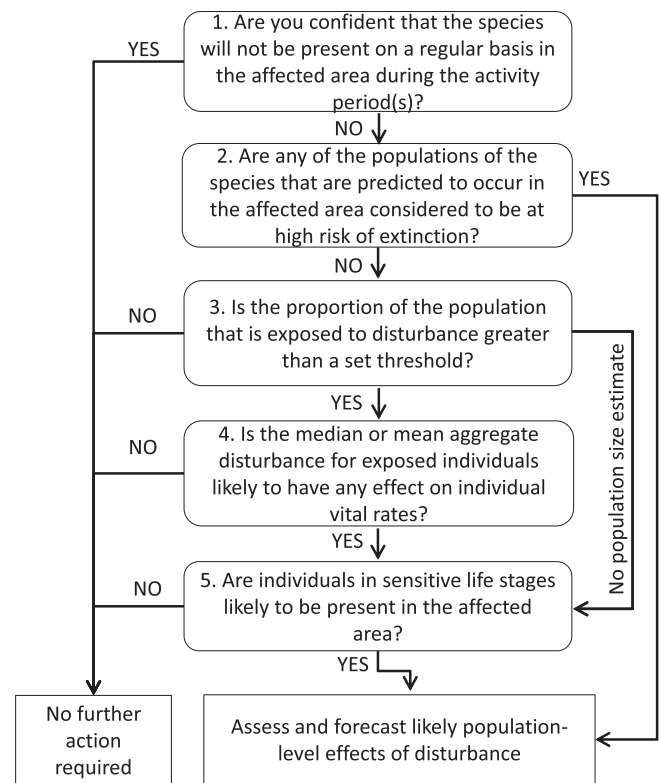 1. Are you confident that the species
will not be present on a regular basis in
the affected area during the activity
period(s)?
YES
NO
2. Are any of the populations of the
species that are predicted to occur in
the affected area considered to be at
high risk of extinction?
YES
NO
3. Is the proportion of the population
that is exposed to disturbance greater
than a set threshold?
NO
No population size estimate
YES
4. Is the median or mean aggregate
disturbance for exposed individuals
likely to have any effect on individual
vital rates?
NO
YES
5. Are individuals in sensitive life stages
likely to be present in the affected
area?
NO
YES
No further
action
required
Assess and forecast likely population-
level effects of disturbance